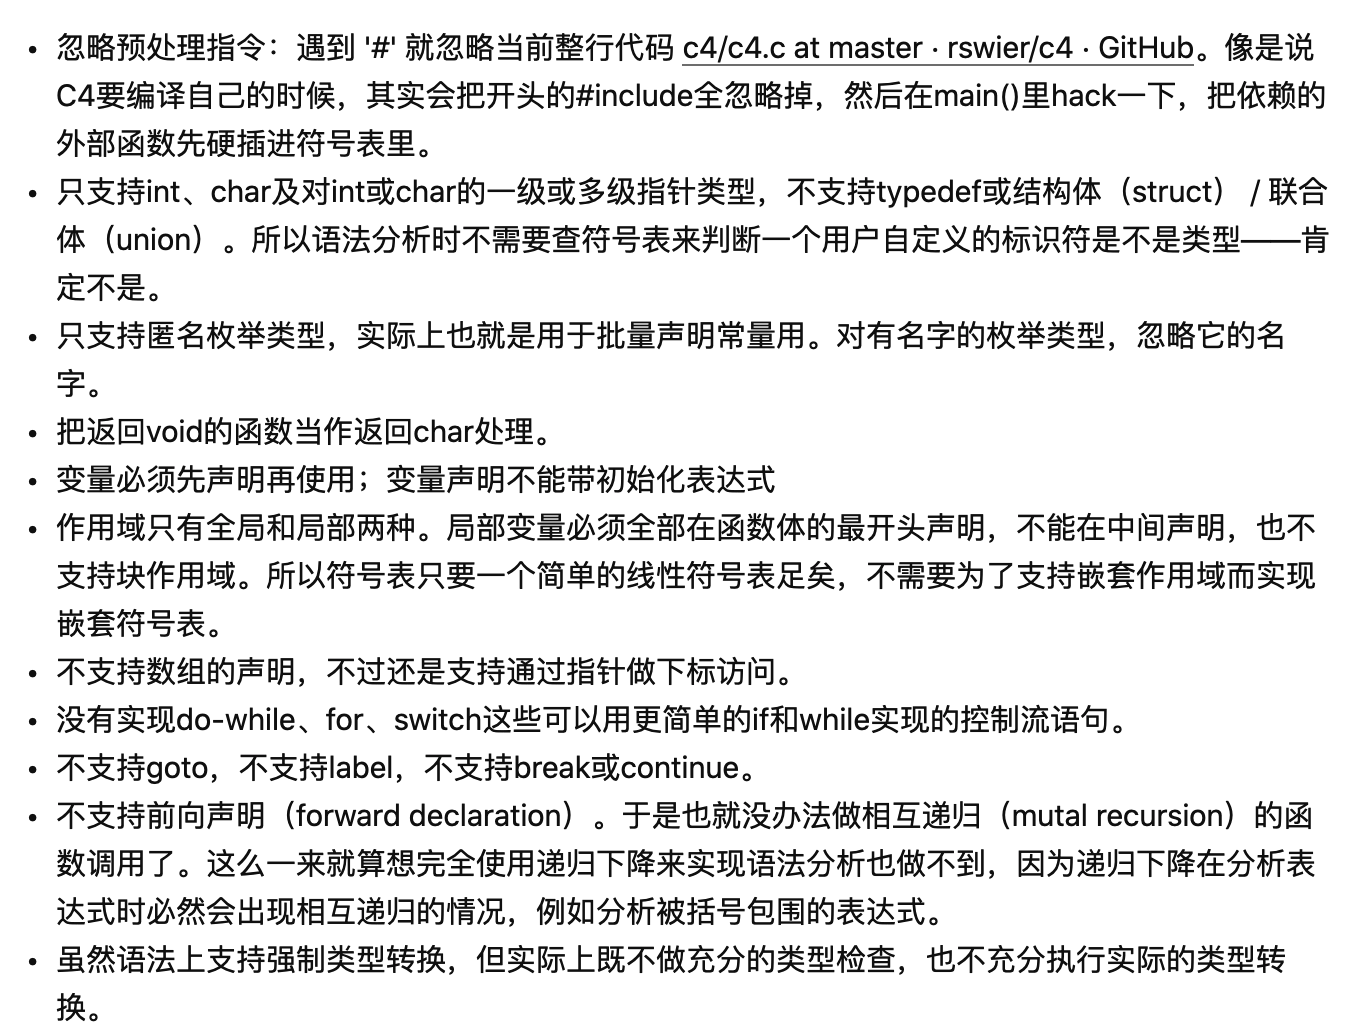 • 忽略预处理指令：遇到 '#' 就忽略当前整行代码 c4/c4.c at master · rswier/c4 · GitHub。像是说
C4要编译自己的时候，其实会把开头的#include全忽略掉，然后在main()里hack一下，把依赖的
外部函数先硬插进符号表里。
• 只支持int、char及对int或char的一级或多级指针类型，不支持typedef或结构体（struct） / 联合
体（union）。所以语法分析时不需要查符号表来判断一个用户自定义的标识符是不是类型——肯
定不是。
• 只支持匿名枚举类型，实际上也就是用于批量声明常量用。对有名字的枚举类型，忽略它的名
字。
• 把返回void的函数当作返回char处理。
• 变量必须先声明再使用；变量声明不能带初始化表达式
• 作用域只有全局和局部两种。局部变量必须全部在函数体的最开头声明，不能在中间声明，也不
支持块作用域。所以符号表只要一个简单的线性符号表足矣，不需要为了支持嵌套作用域而实现
嵌套符号表。
• 不支持数组的声明，不过还是支持通过指针做下标访问。
• 没有实现do-while、for、switch这些可以用更简单的if和while实现的控制流语句。
• 不支持goto，不支持label，不支持break或continue。
• 不支持前向声明（forward declaration）。于是也就没办法做相互递归（mutal recursion）的函
数调用了。这么一来就算想完全使用递归下降来实现语法分析也做不到，因为递归下降在分析表
达式时必然会出现相互递归的情况，例如分析被括号包围的表达式。
• 虽然语法上支持强制类型转换，但实际上既不做充分的类型检查，也不充分执行实际的类型转
换。